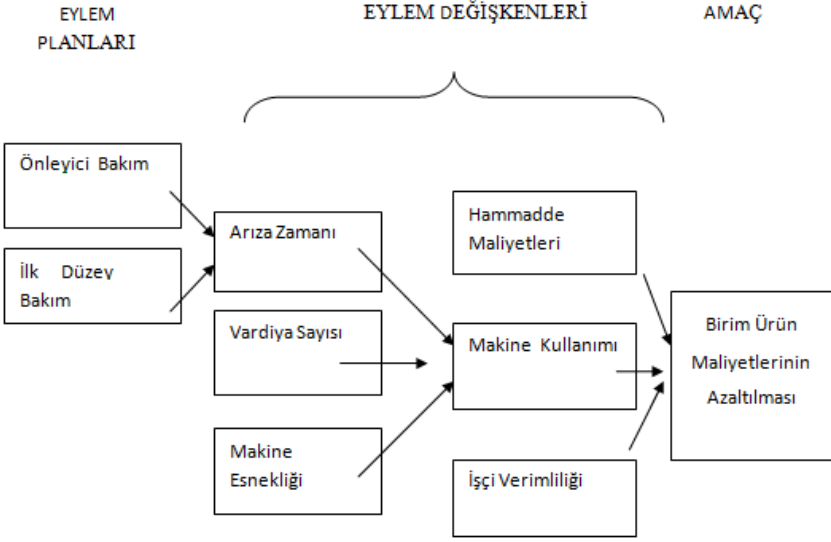 EYLEM
PLANLARI
EYLEM DEĞİŞKENLERİ
AMAÇ
Önleyici Bakım
İlk Düzey
Bakım
Arıza Zamanı
Vardiya Sayısı
Makine
Esnekliği
Hammadde
Maliyetleri
Makine Kullanımı
İşçi Verimliliği
Birim Ürün
Maliyetlerinin
Azaltılması